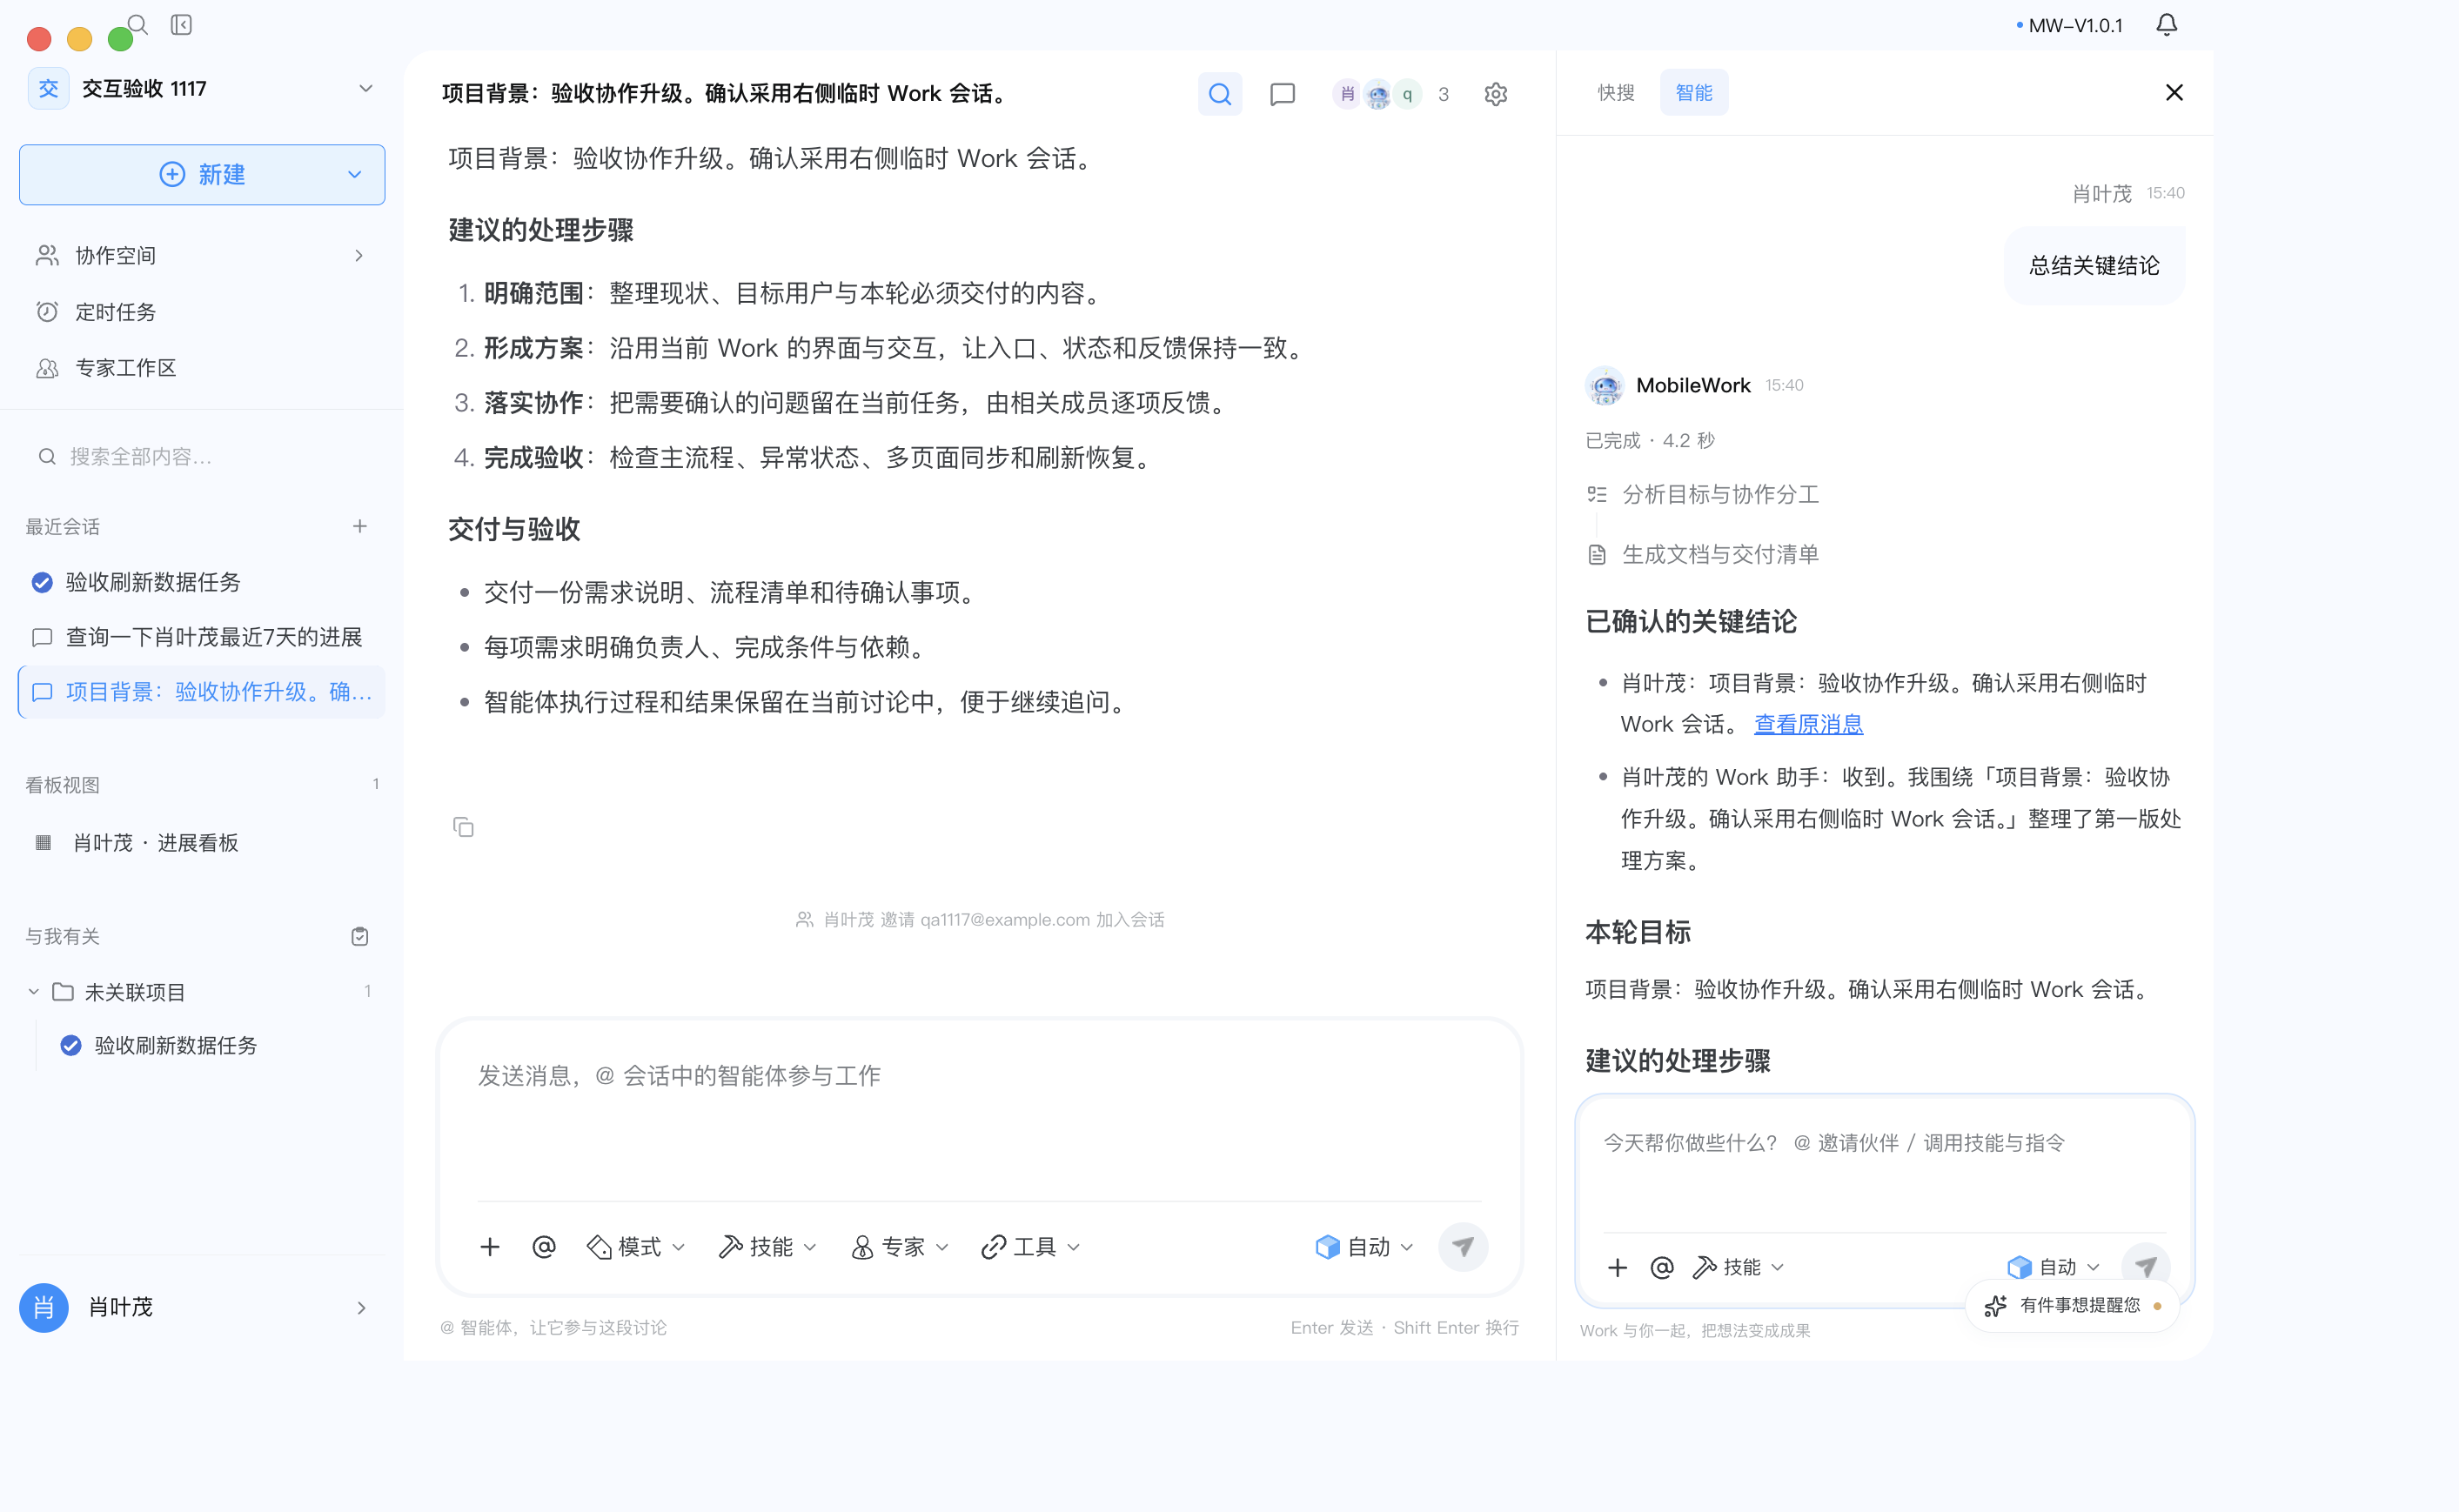 MW-V1.0.1
交 交互验收 1117
新建
协作空间
定时任务
专家工作区
搜索全部内容...
最近会话
验收刷新数据任务
查询一下肖叶茂最近7天的进展
项目背景：验收协作升级。确...
看板视图 1
肖叶茂 · 进展看板
与我有关
未关联项目 1
验收刷新数据任务
肖 肖叶茂
项目背景：验收协作升级。确认采用右侧临时 Work 会话。
肖 q 3
项目背景：验收协作升级。确认采用右侧临时 Work 会话。
建议的处理步骤
1. 明确范围：整理现状、目标用户与本轮必须交付的内容。
2. 形成方案：沿用当前 Work 的界面与交互，让入口、状态和反馈保持一致。
3. 落实协作：把需要确认的问题留在当前任务，由相关成员逐项反馈。
4. 完成验收：检查主流程、异常状态、多页面同步和刷新恢复。
交付与验收
交付一份需求说明、流程清单和待确认事项。
每项需求明确负责人、完成条件与依赖。
智能体执行过程和结果保留在当前讨论中，便于继续追问。
肖叶茂 邀请 qa1117@example.com 加入会话
发送消息，@ 会话中的智能体参与工作
模式 技能 专家 工具 自动
@ 智能体，让它参与这段讨论
Enter 发送 · Shift Enter 换行
快搜 智能
肖叶茂 15:40
总结关键结论
MobileWork 15:40
已完成 · 4.2 秒
分析目标与协作分工
生成文档与交付清单
已确认的关键结论
肖叶茂：项目背景：验收协作升级。确认采用右侧临时
Work 会话。 查看原消息
肖叶茂的 Work 助手：收到。我围绕「项目背景：验收协
作升级。确认采用右侧临时 Work 会话。」整理了第一版处
理方案。
本轮目标
项目背景：验收协作升级。确认采用右侧临时 Work 会话。
建议的处理步骤
今天帮你做些什么？ @ 邀请伙伴 / 调用技能与指令
技能 自动
有件事想提醒您
Work 与你一起，把想法变成成果